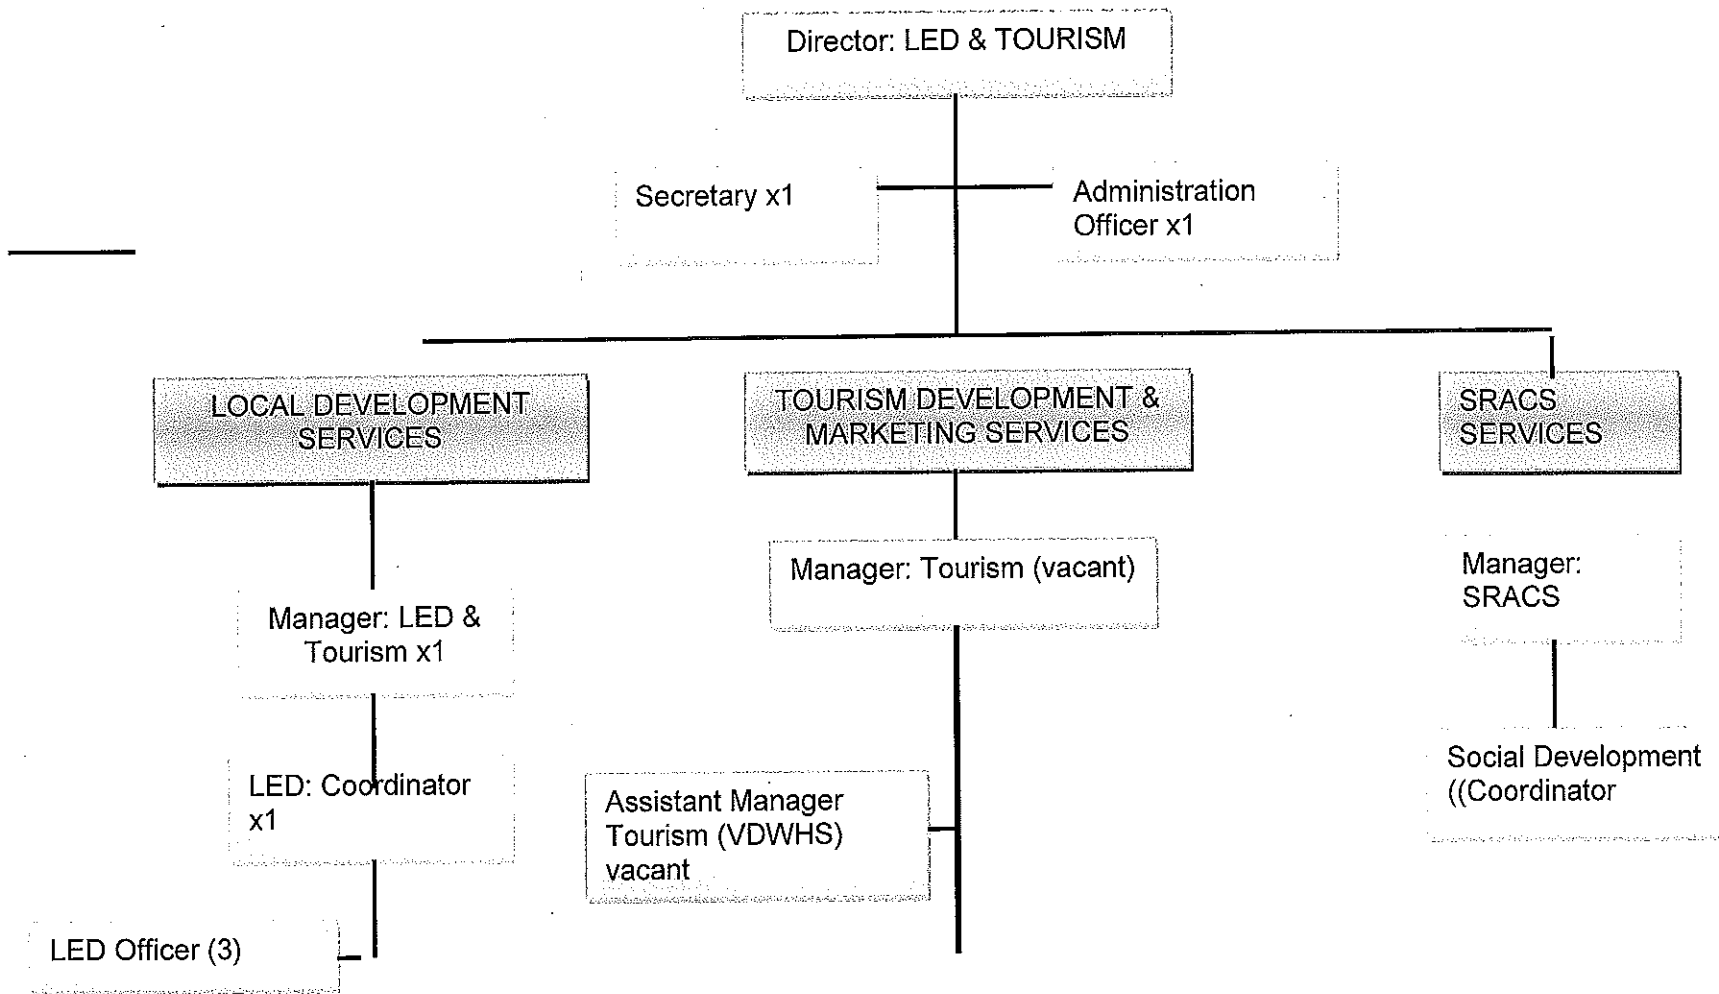 Director: LED & TOURISM
Secretary x1
Administration
Officer x1
LOCAL DEVELOPMENT
SERVICES
TOURISM DEVELOPMENT &
MARKETING SERVICES
SRACS
SERVICES
Manager: LED &
Tourism x1
Manager: Tourism (vacant)
Manager:
SRACS
LED: Coordinator
x1
Assistant Manager
Tourism (VDWHS)
vacant
Social Development
((Coordinator
LED Officer (3)